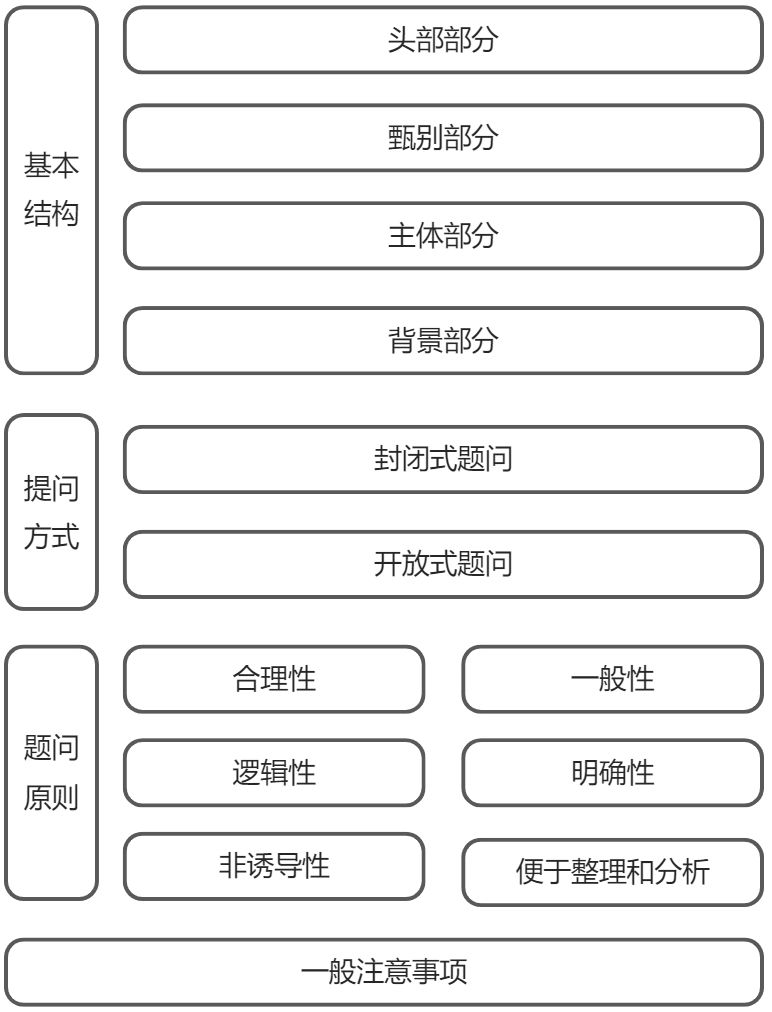 基本
结构
头部部分
甄别部分
主体部分
背景部分
提问
方式
封闭式题问
开放式题问
题问
原则
合理性
一般性
逻辑性
明确性
非诱导性
便于整理和分析
一般注意事项